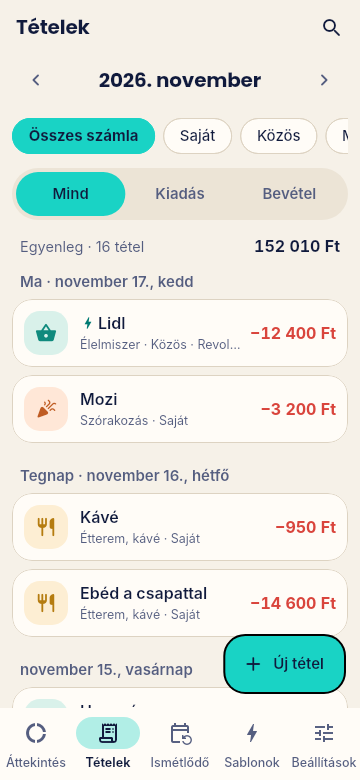 Tételek
2026. november
Összes számla Saját Közös
Mind Kiadás Bevétel
Egyenleg · 16 tétel 152 010 Ft
Ma · november 17., kedd
Lidl
Élelmiszer · Közös · Revol…
−12 400 Ft
Mozi
Szórakozás · Saját
−3 200 Ft
Tegnap · november 16., hétfő
Kávé
Étterem, kávé · Saját
−950 Ft
Ebéd a csapattal
Étterem, kávé · Saját
−14 600 Ft
november 15., vasárnap
Új tétel
Áttekintés Tételek Ismétlődő Sablonok Beállítások